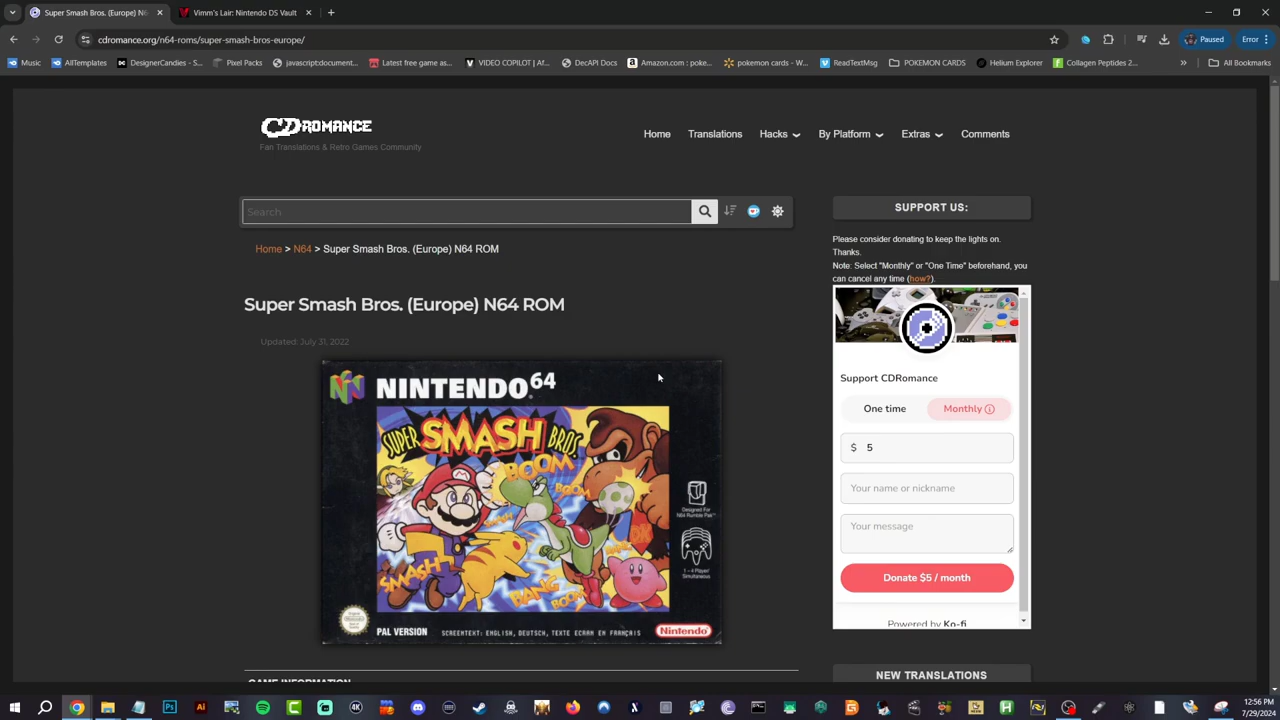 Super Smash Bros. (Europe) N64
Vimm's Lair: Nintendo DS Vault
cdromance.org/n64-roms/super-smash-bros-europe/
Paused
Error
Music
AllTemplates
DesignerCandies – S...
Pixel Packs
javascript:document...
Latest free game as...
VIDEO COPILOT | Af...
DecAPI Docs
Amazon.com : poke...
pokemon cards - W...
ReadTextMsg
POKEMON CARDS
Helium Explorer
Collagen Peptides 2...
All Bookmarks
CDROMANCE
Fan Translations & Retro Games Community
Home
Translations
Hacks
By Platform
Extras
Comments
Search
Home > N64 > Super Smash Bros. (Europe) N64 ROM
Super Smash Bros. (Europe) N64 ROM
Updated: July 31, 2022
NINTENDO 64
SUPER SMASH BROS
BOOM
SMASH
PAL VERSION
SCREENTEXT: ENGLISH, DEUTSCH, TEXTE ECRAN EN FRANÇAIS
Nintendo
GAME INFORMATION
SUPPORT US:
Please consider donating to keep the lights on.
Thanks.
Note: Select "Monthly" or "One Time" beforehand, you
can cancel any time (how?).
Support CDRomance
One time
Monthly
$ 5
Your name or nickname
Your message
Donate $5 / month
Powered by Ko-fi
NEW TRANSLATIONS
12:56 PM
7/29/2024